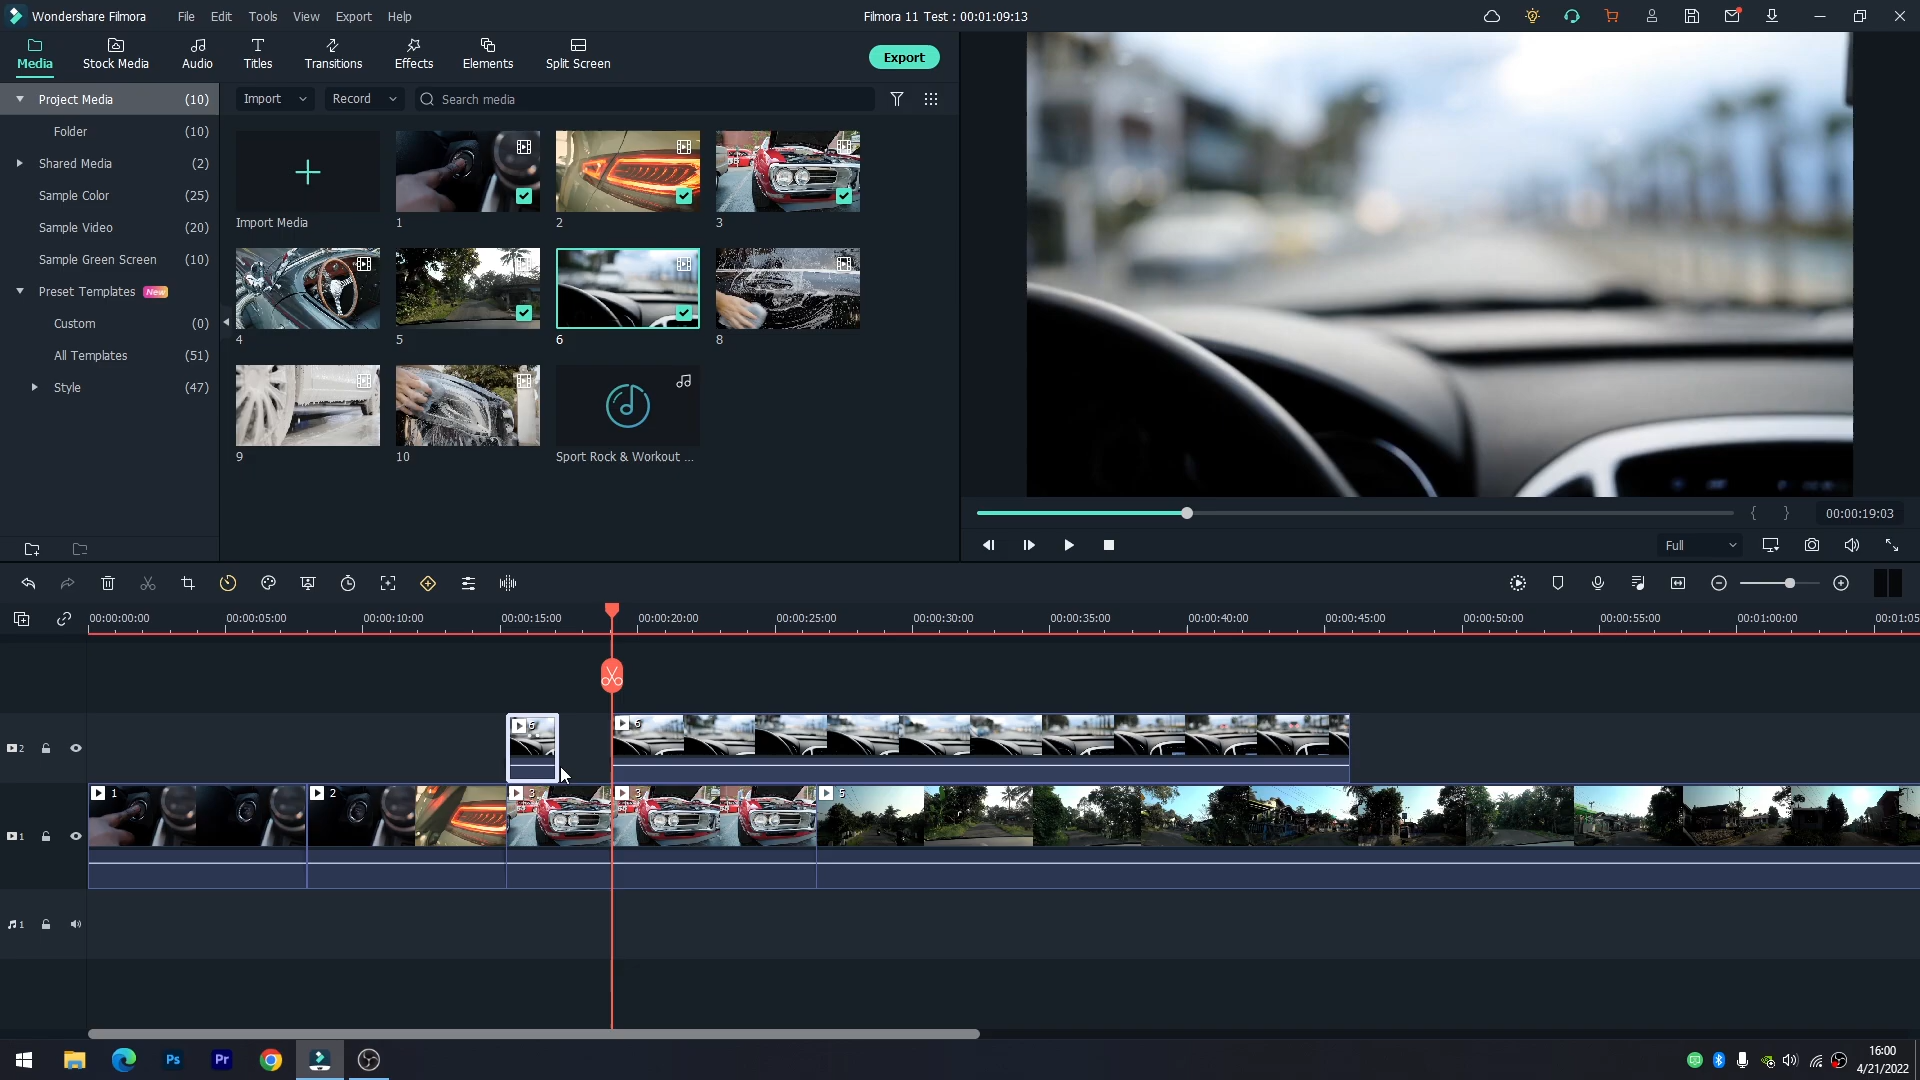 Wondershare Filmora
File Edit Tools View Export Help
Filmora 11 Test : 00:01:09:13
Media
Stock Media
Audio
Titles
Transitions
Effects
Elements
Split Screen
Export
Project Media (10)
Folder (10)
Shared Media (2)
Sample Color (25)
Sample Video (20)
Sample Green Screen (10)
Preset Templates New
Custom (0)
All Templates (51)
Style (47)
Import
Record
Search media
Import Media
1
2
3
4
5
6
8
9
10
Sport Rock & Workout ...
{ }
00:00:19:03
Full
00:00:00:00 00:00:05:00 00:00:10:00 00:00:15:00 00:00:20:00 00:00:25:00 00:00:30:00 00:00:35:00 00:00:40:00 00:00:45:00 00:00:50:00 00:00:55:00 00:01:00:00 00:01:05
2
6
6
1
1
2
3
3
5
1
Ps
Pr
16:00
4/21/2022